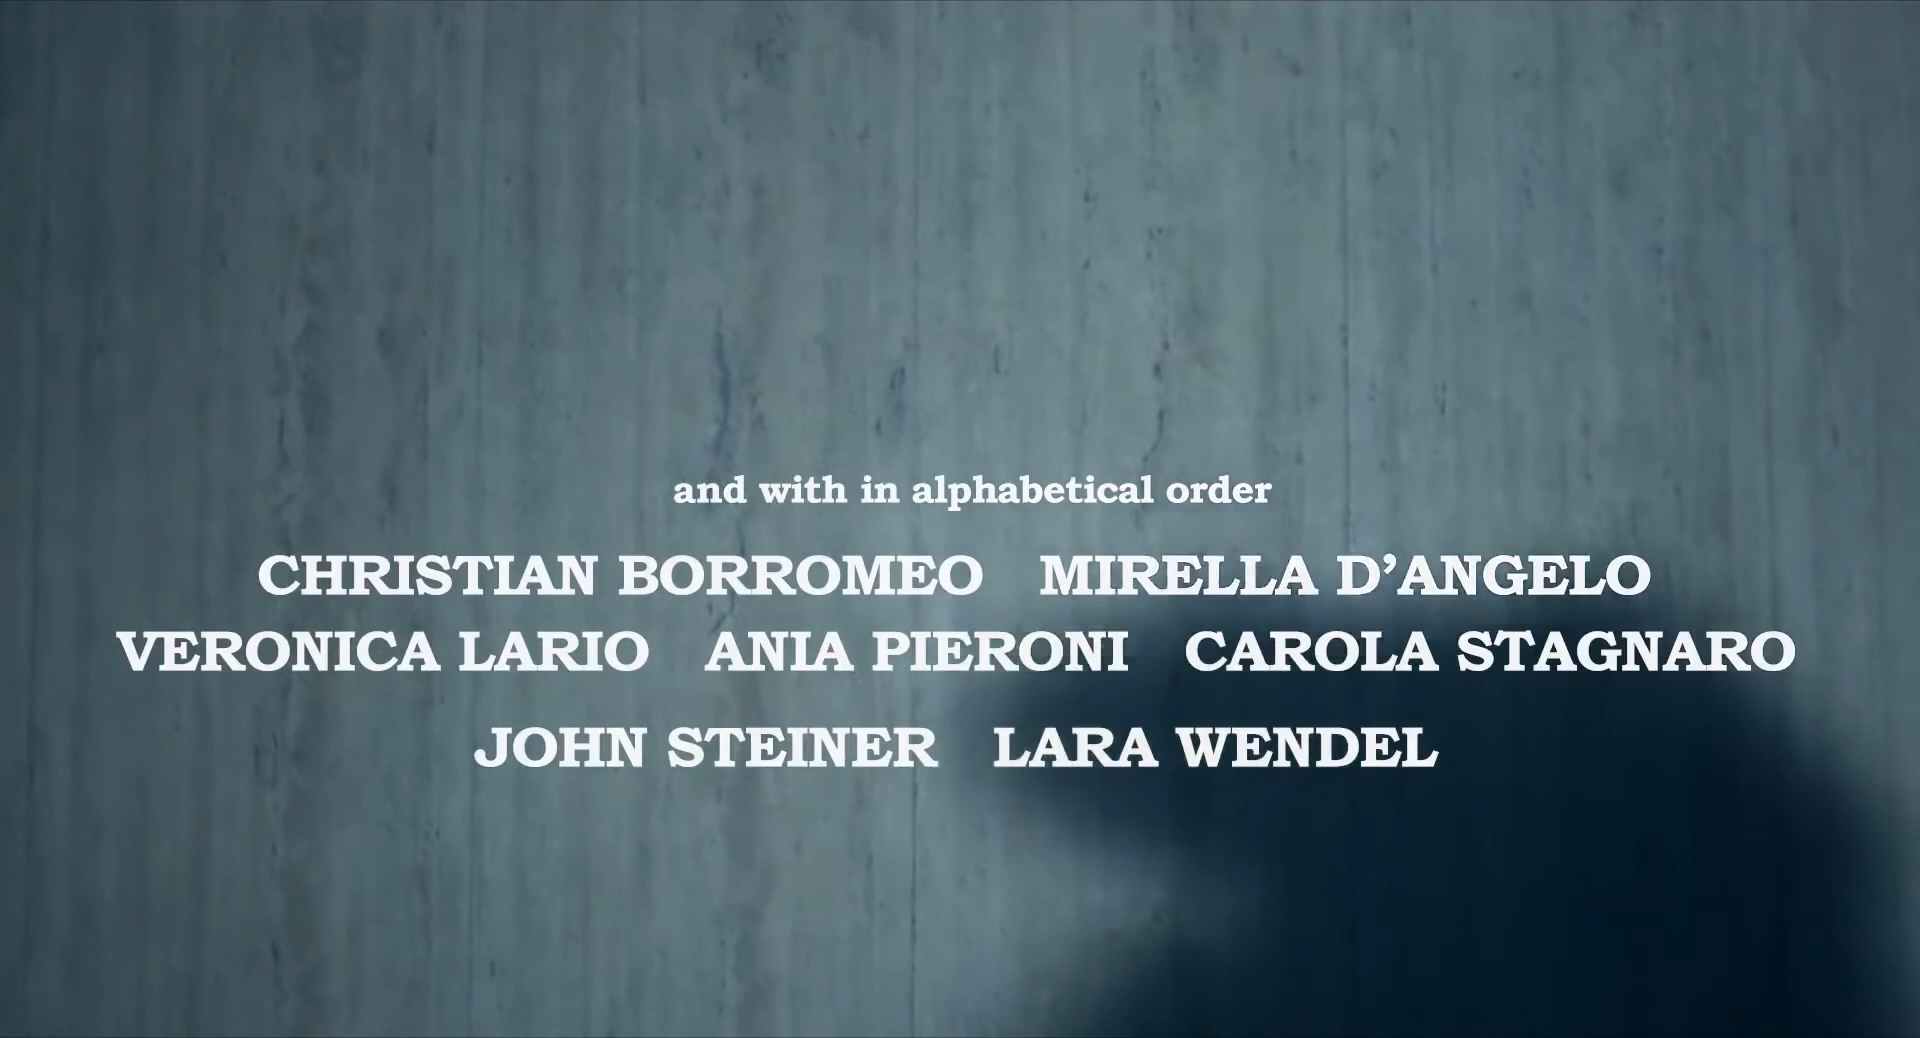 and with in alphabetical order
CHRISTIAN BORROMEO MIRELLA D’ANGELO
VERONICA LARIO ANIA PIERONI CAROLA STAGNARO
JOHN STEINER LARA WENDEL